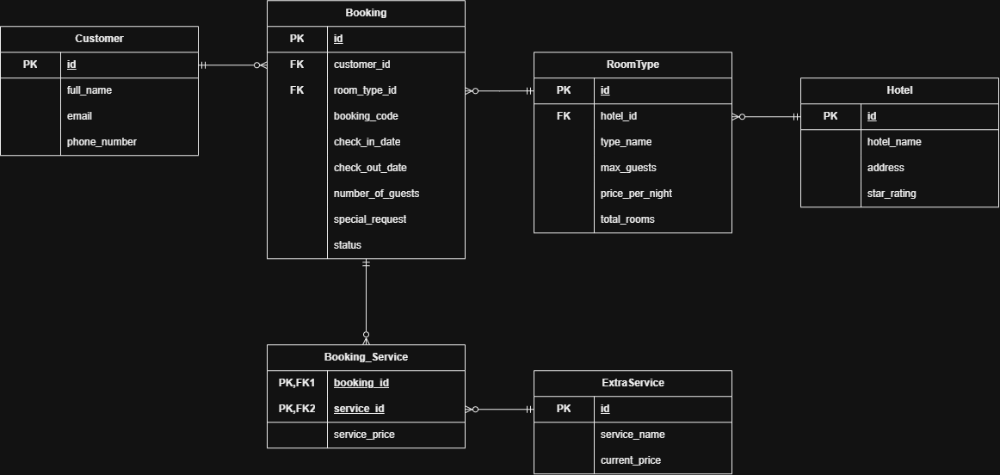 Customer
PK id
full_name
email
phone_number
Booking
PK id
FK customer_id
FK room_type_id
booking_code
check_in_date
check_out_date
number_of_guests
special_request
status
RoomType
PK id
FK hotel_id
type_name
max_guests
price_per_night
total_rooms
Hotel
PK id
hotel_name
address
star_rating
Booking_Service
PK,FK1 booking_id
PK,FK2 service_id
service_price
ExtraService
PK id
service_name
current_price